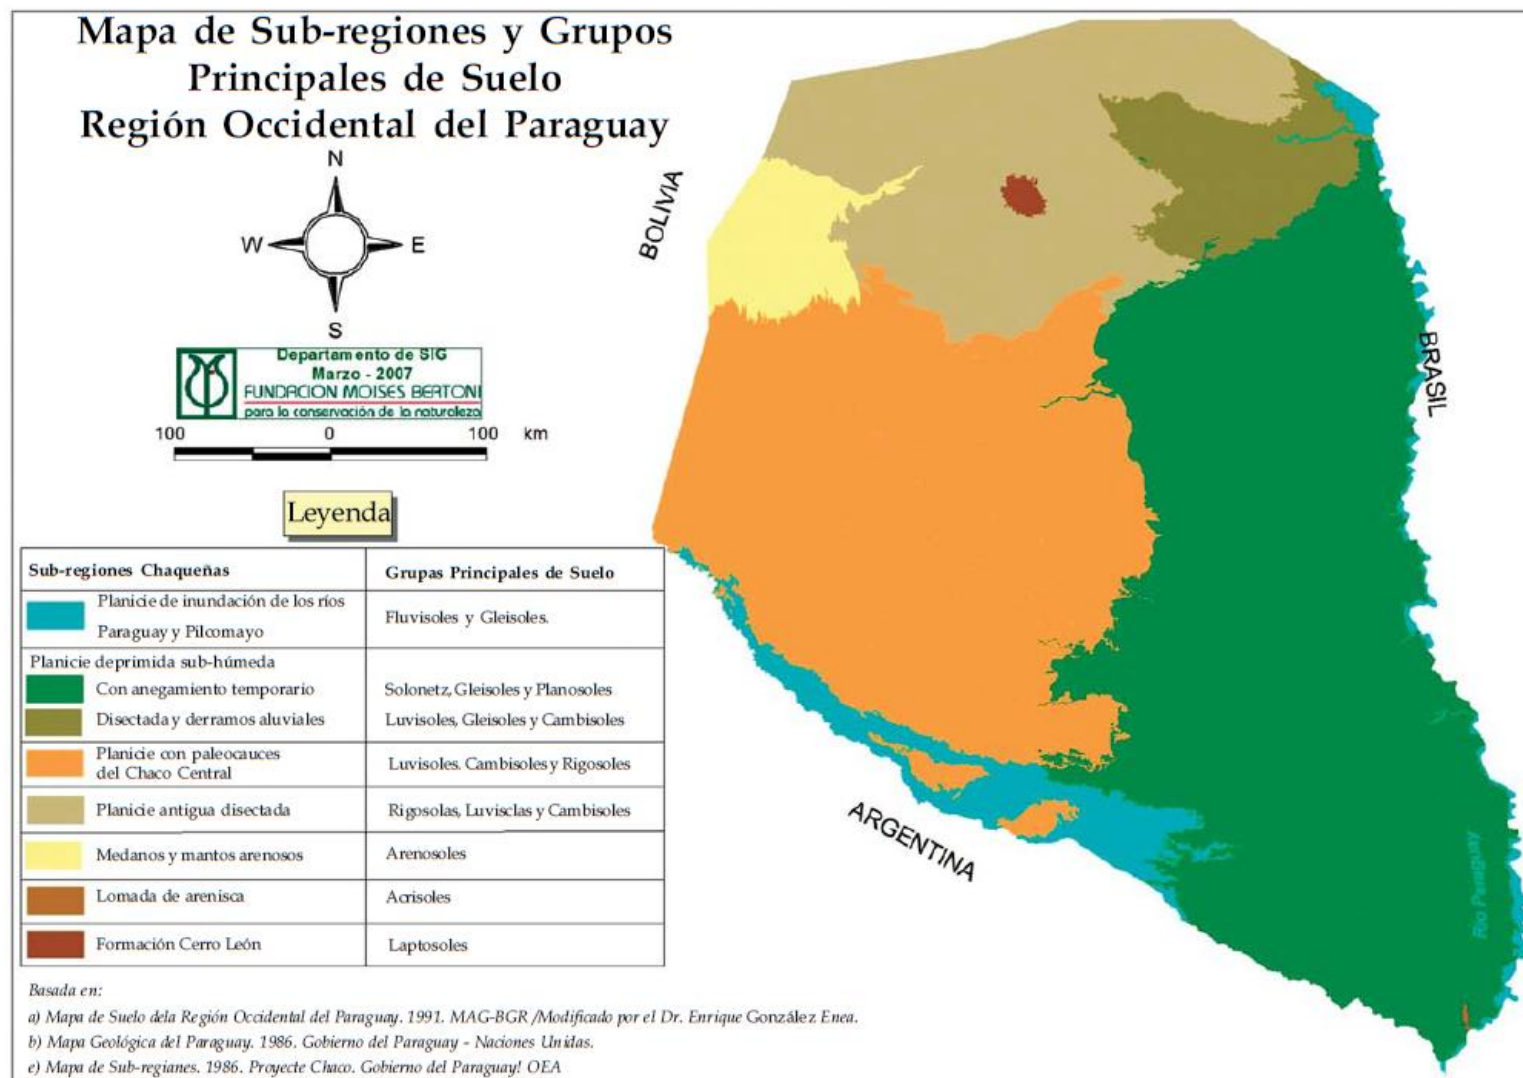 Mapa de Sub-regiones y Grupos
Principales de Suelo
Región Occidental del Paraguay
N
W
E
S
Departamento de SIG
Marzo - 2007
FUNDACION MOISES BERTONI
para la conservación de la naturaleza
100 0 100 km
Leyenda
Sub-regiones Chaqueñas
Grupas Principales de Suelo
Planicie de inundación de los ríos
Paraguay y Pilcomayo
Fluvisoles y Gleisoles.
Planicie deprimida sub-húmeda
Con anegamiento temporario
Solonetz, Gleisoles y Planosoles
Disectada y derramos aluviales
Luvisoles, Gleisoles y Cambisoles
Planicie con paleocauces
del Chaco Central
Luvisoles. Cambisoles y Rigosoles
Planicie antigua disectada
Rigosolas, Luvisclas y Cambisoles
Medanos y mantos arenosos
Arenosoles
Lomada de arenisca
Acrisoles
Formación Cerro León
Laptosoles
BOLIVIA
BRASIL
ARGENTINA
Rio Paraguay
Basada en:
a) Mapa de Suelo dela Región Occidental del Paraguay. 1991. MAG-BGR /Modificado por el Dr. Enrique González Enea.
b) Mapa Geológica del Paraguay. 1986. Gobierno del Paraguay - Naciones Unidas.
e) Mapa de Sub-regianes. 1986. Proyecte Chaco. Gobierno del Paraguay! OEA